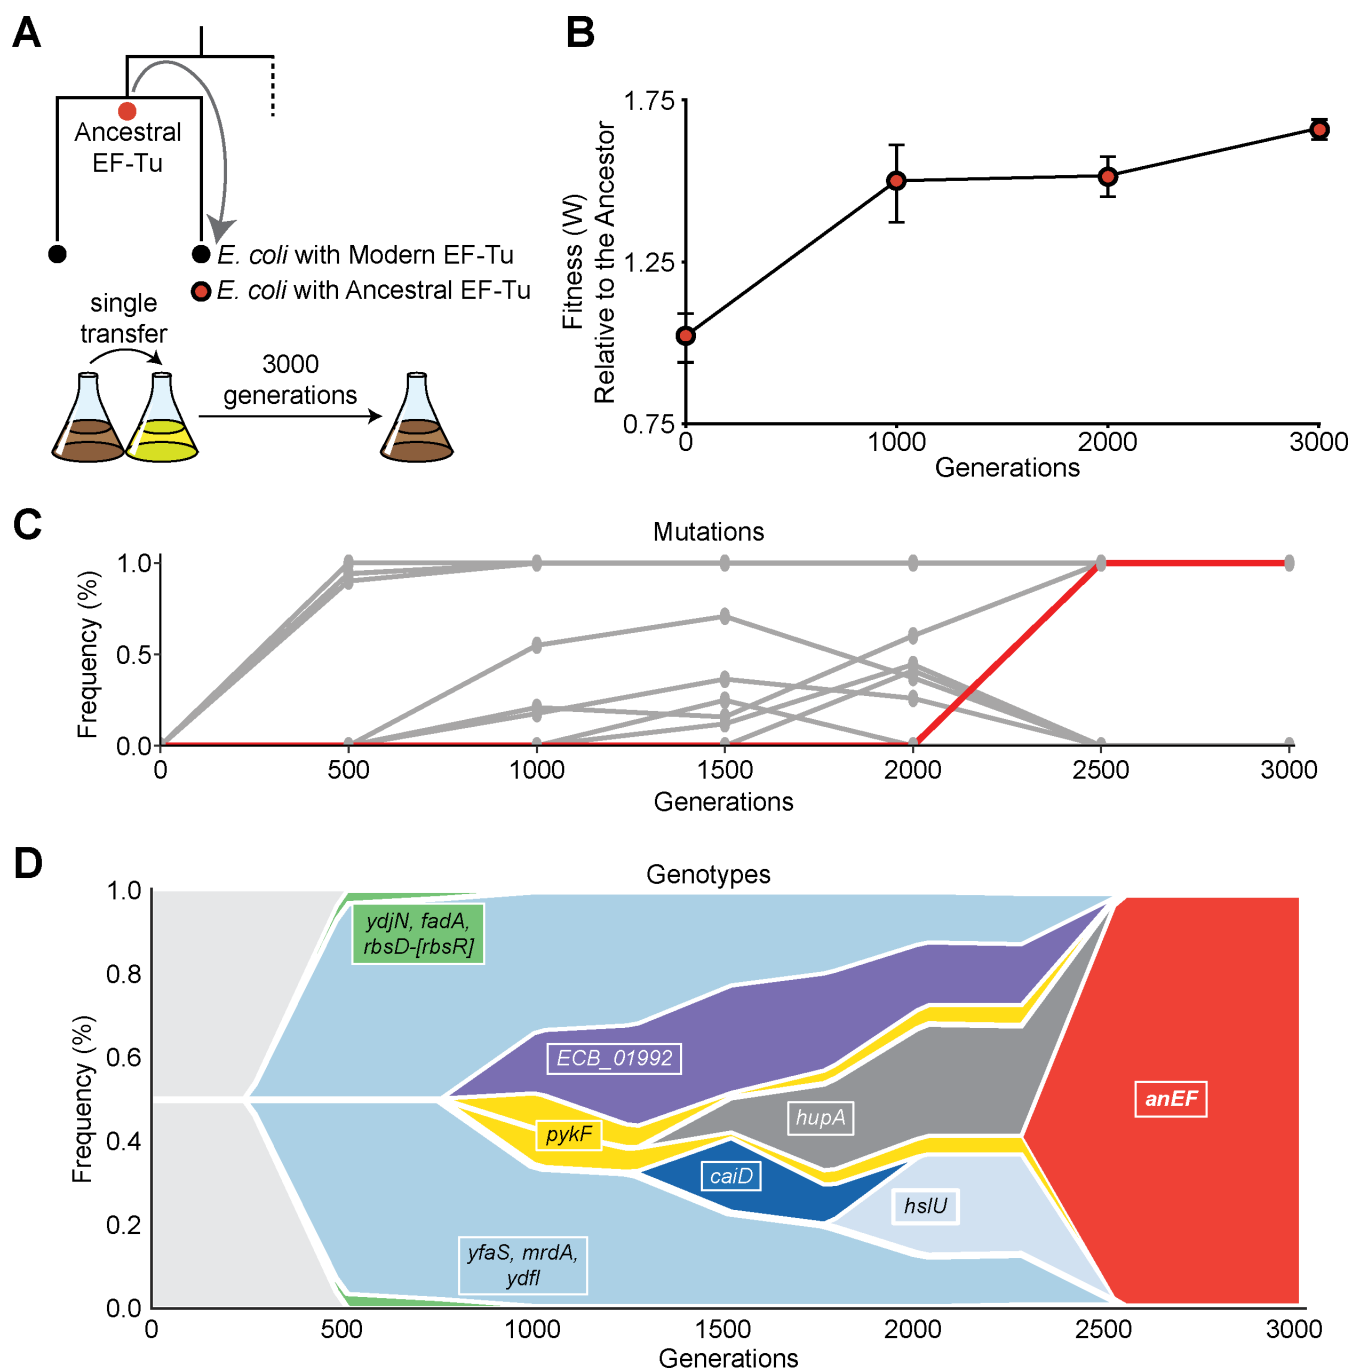 A
Ancestral
EF-Tu
E. coli with Modern EF-Tu
E. coli with Ancestral EF-Tu
single
transfer
3000
generations
B
Fitness (W)
Relative to the Ancestor
1.75
1.25
0.75
0 1000 2000 3000
Generations
C
Mutations
Frequency (%)
1.0
0.5
0.0
0 500 1000 1500 2000 2500 3000
Generations
D
Genotypes
Frequency (%)
1.0
0.8
0.6
0.4
0.2
0.0
ydjN, fadA,
rbsD-[rbsR]
ECB_01992
pykF
hupA
anEF
caiD
hslU
yfaS, mrdA,
ydfI
0 500 1000 1500 2000 2500 3000
Generations